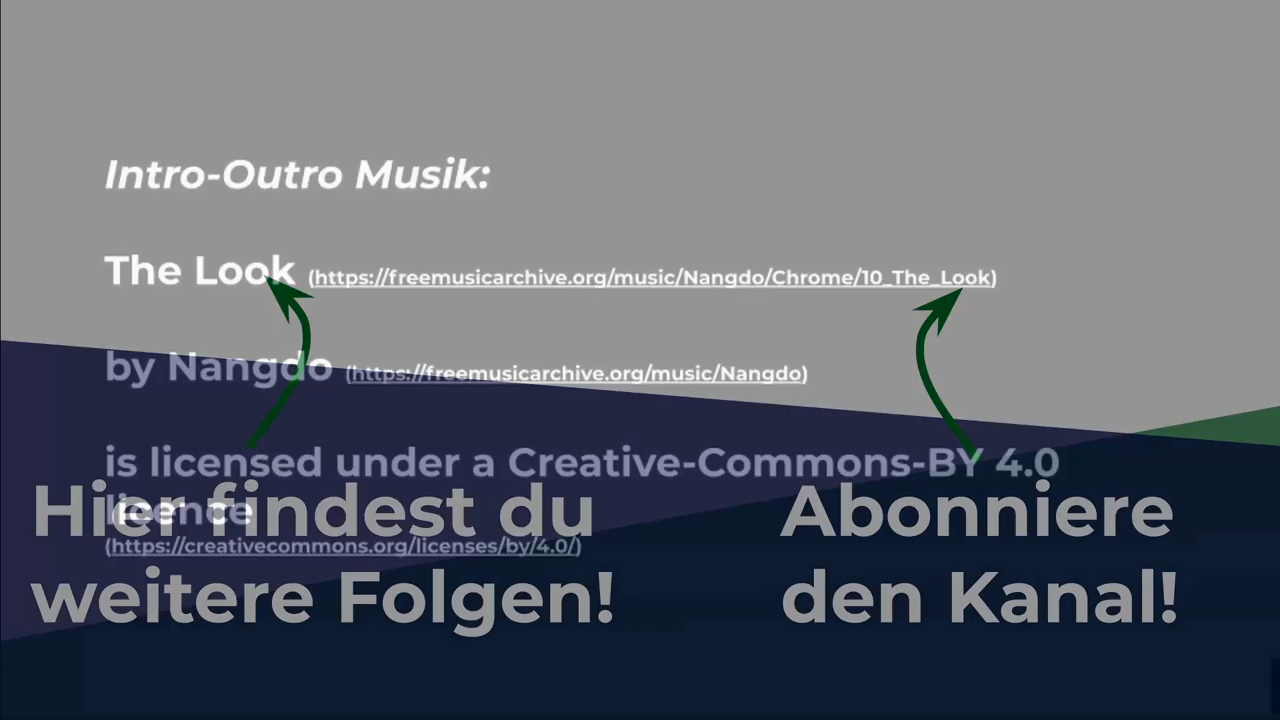 Intro-Outro Musik:
The Look (https://freemusicarchive.org/music/Nangdo/Chrome/10_The_Look)
by Nangdo (https://freemusicarchive.org/music/Nangdo)
is licensed under a Creative-Commons-BY 4.0
licence
(https://creativecommons.org/licenses/by/4.0/)
Hier findest du
weitere Folgen!
Abonniere
den Kanal!